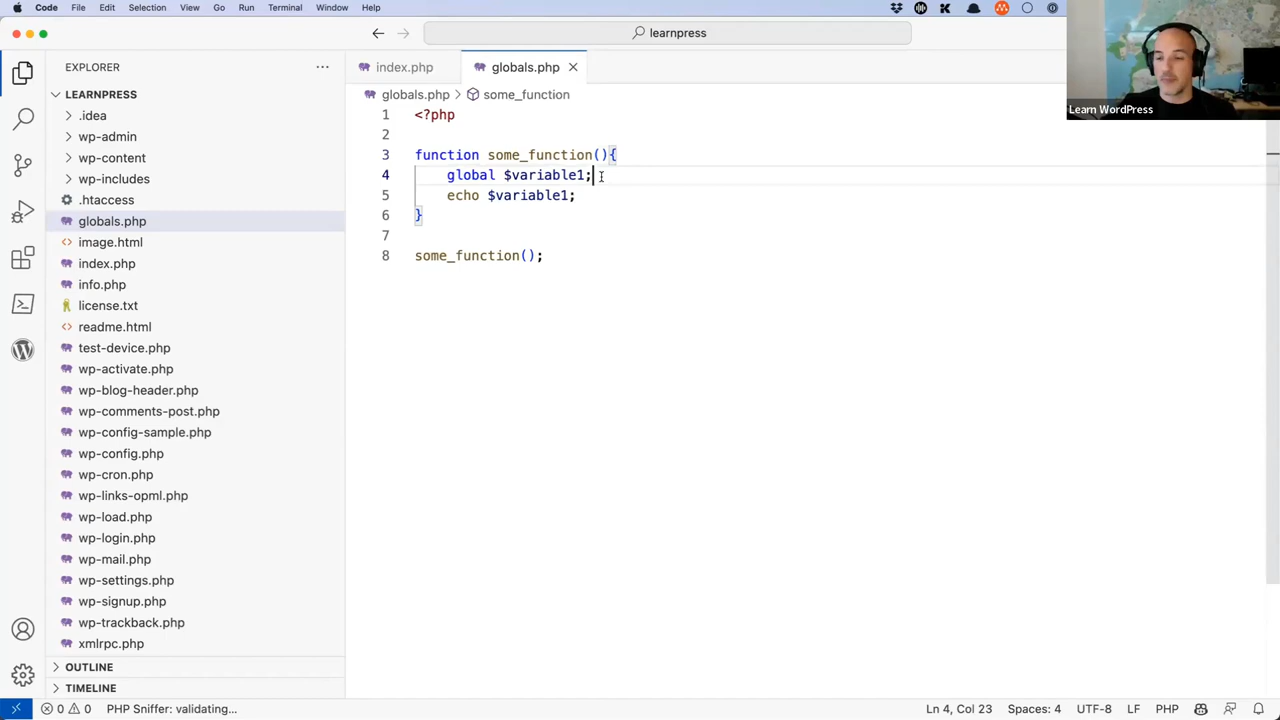 Code File Edit Selection View Go Run Terminal Window Help
learnpress
Learn WordPress
EXPLORER
LEARNPRESS
.idea
wp-admin
wp-content
wp-includes
.htaccess
globals.php
image.html
index.php
info.php
license.txt
readme.html
test-device.php
wp-activate.php
wp-blog-header.php
wp-comments-post.php
wp-config-sample.php
wp-config.php
wp-cron.php
wp-links-opml.php
wp-load.php
wp-login.php
wp-mail.php
wp-settings.php
wp-signup.php
wp-trackback.php
xmlrpc.php
OUTLINE
TIMELINE
index.php globals.php
globals.php > some_function
1 <?php
2
3 function some_function(){
4 global $variable1;
5 echo $variable1;
6 }
7
8 some_function();
0 0 PHP Sniffer: validating... Ln 4, Col 23 Spaces: 4 UTF-8 LF PHP